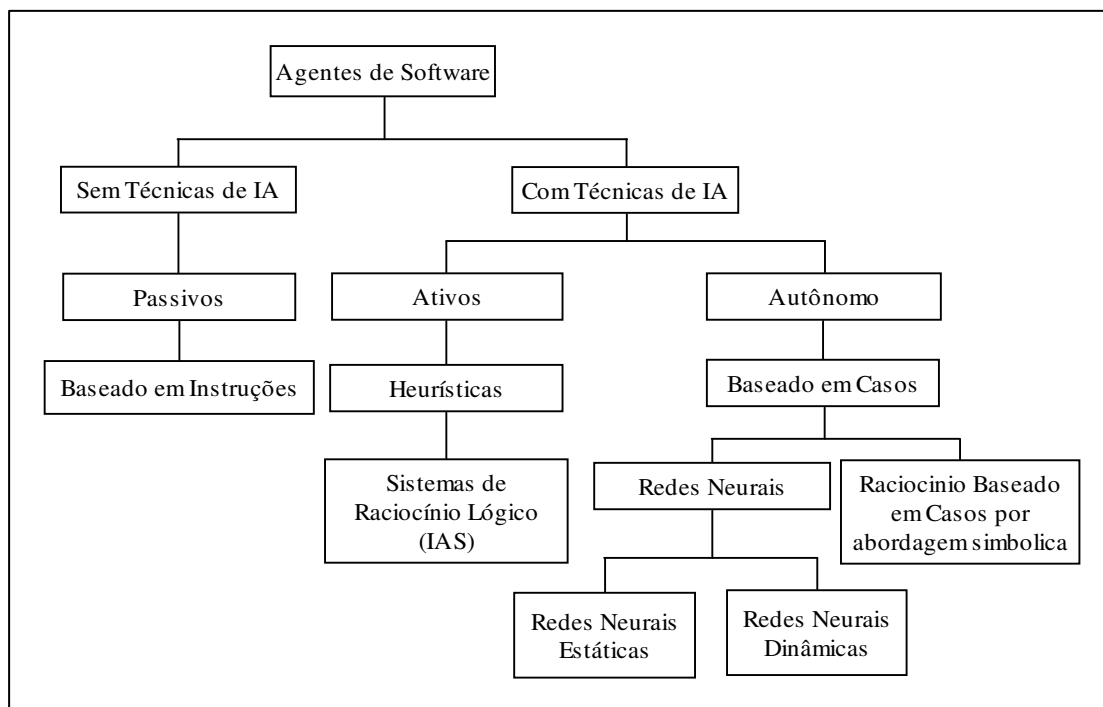 Agentes de Software
Sem Técnicas de IA
Com Técnicas de IA
Passivos
Ativos
Autônomo
Baseado em Instruções
Heurísticas
Baseado em Casos
Sistemas de
Raciocínio Lógico
(IAS)
Redes Neurais
Raciocinio Baseado
em Casos por
abordagem simbolica
Redes Neurais
Estáticas
Redes Neurais
Dinâmicas